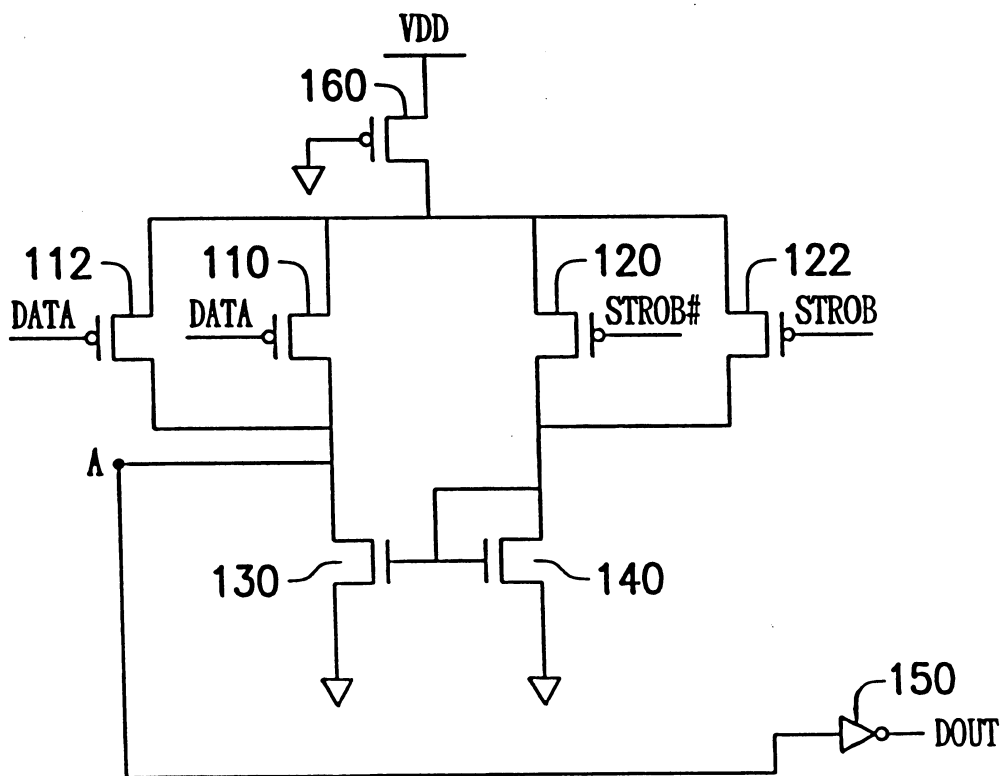 VDD
160
112
110
120
122
DATA
DATA
STROB#
STROB
A
130
140
150
DOUT